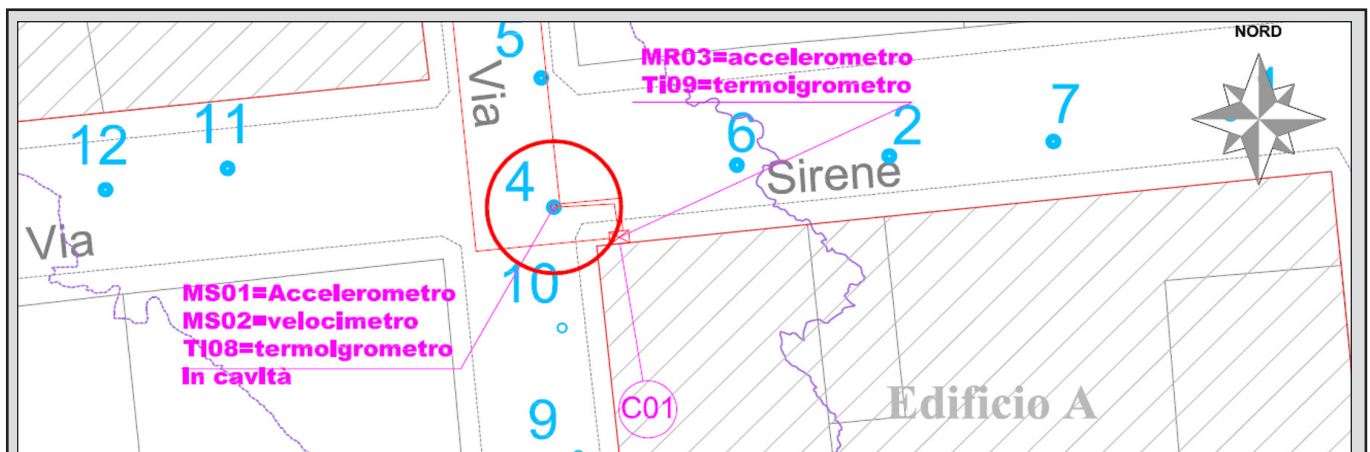 NORD
5
MR03=accelerometro
Ti09=termoigrometro
Via
1
11
12
6
2
7
4
Sirene
Via
10
MS01=Accelerometro
MS02=velocimetro
TI08=termoIgrometro
In cavItà
C01
Edificio A
9